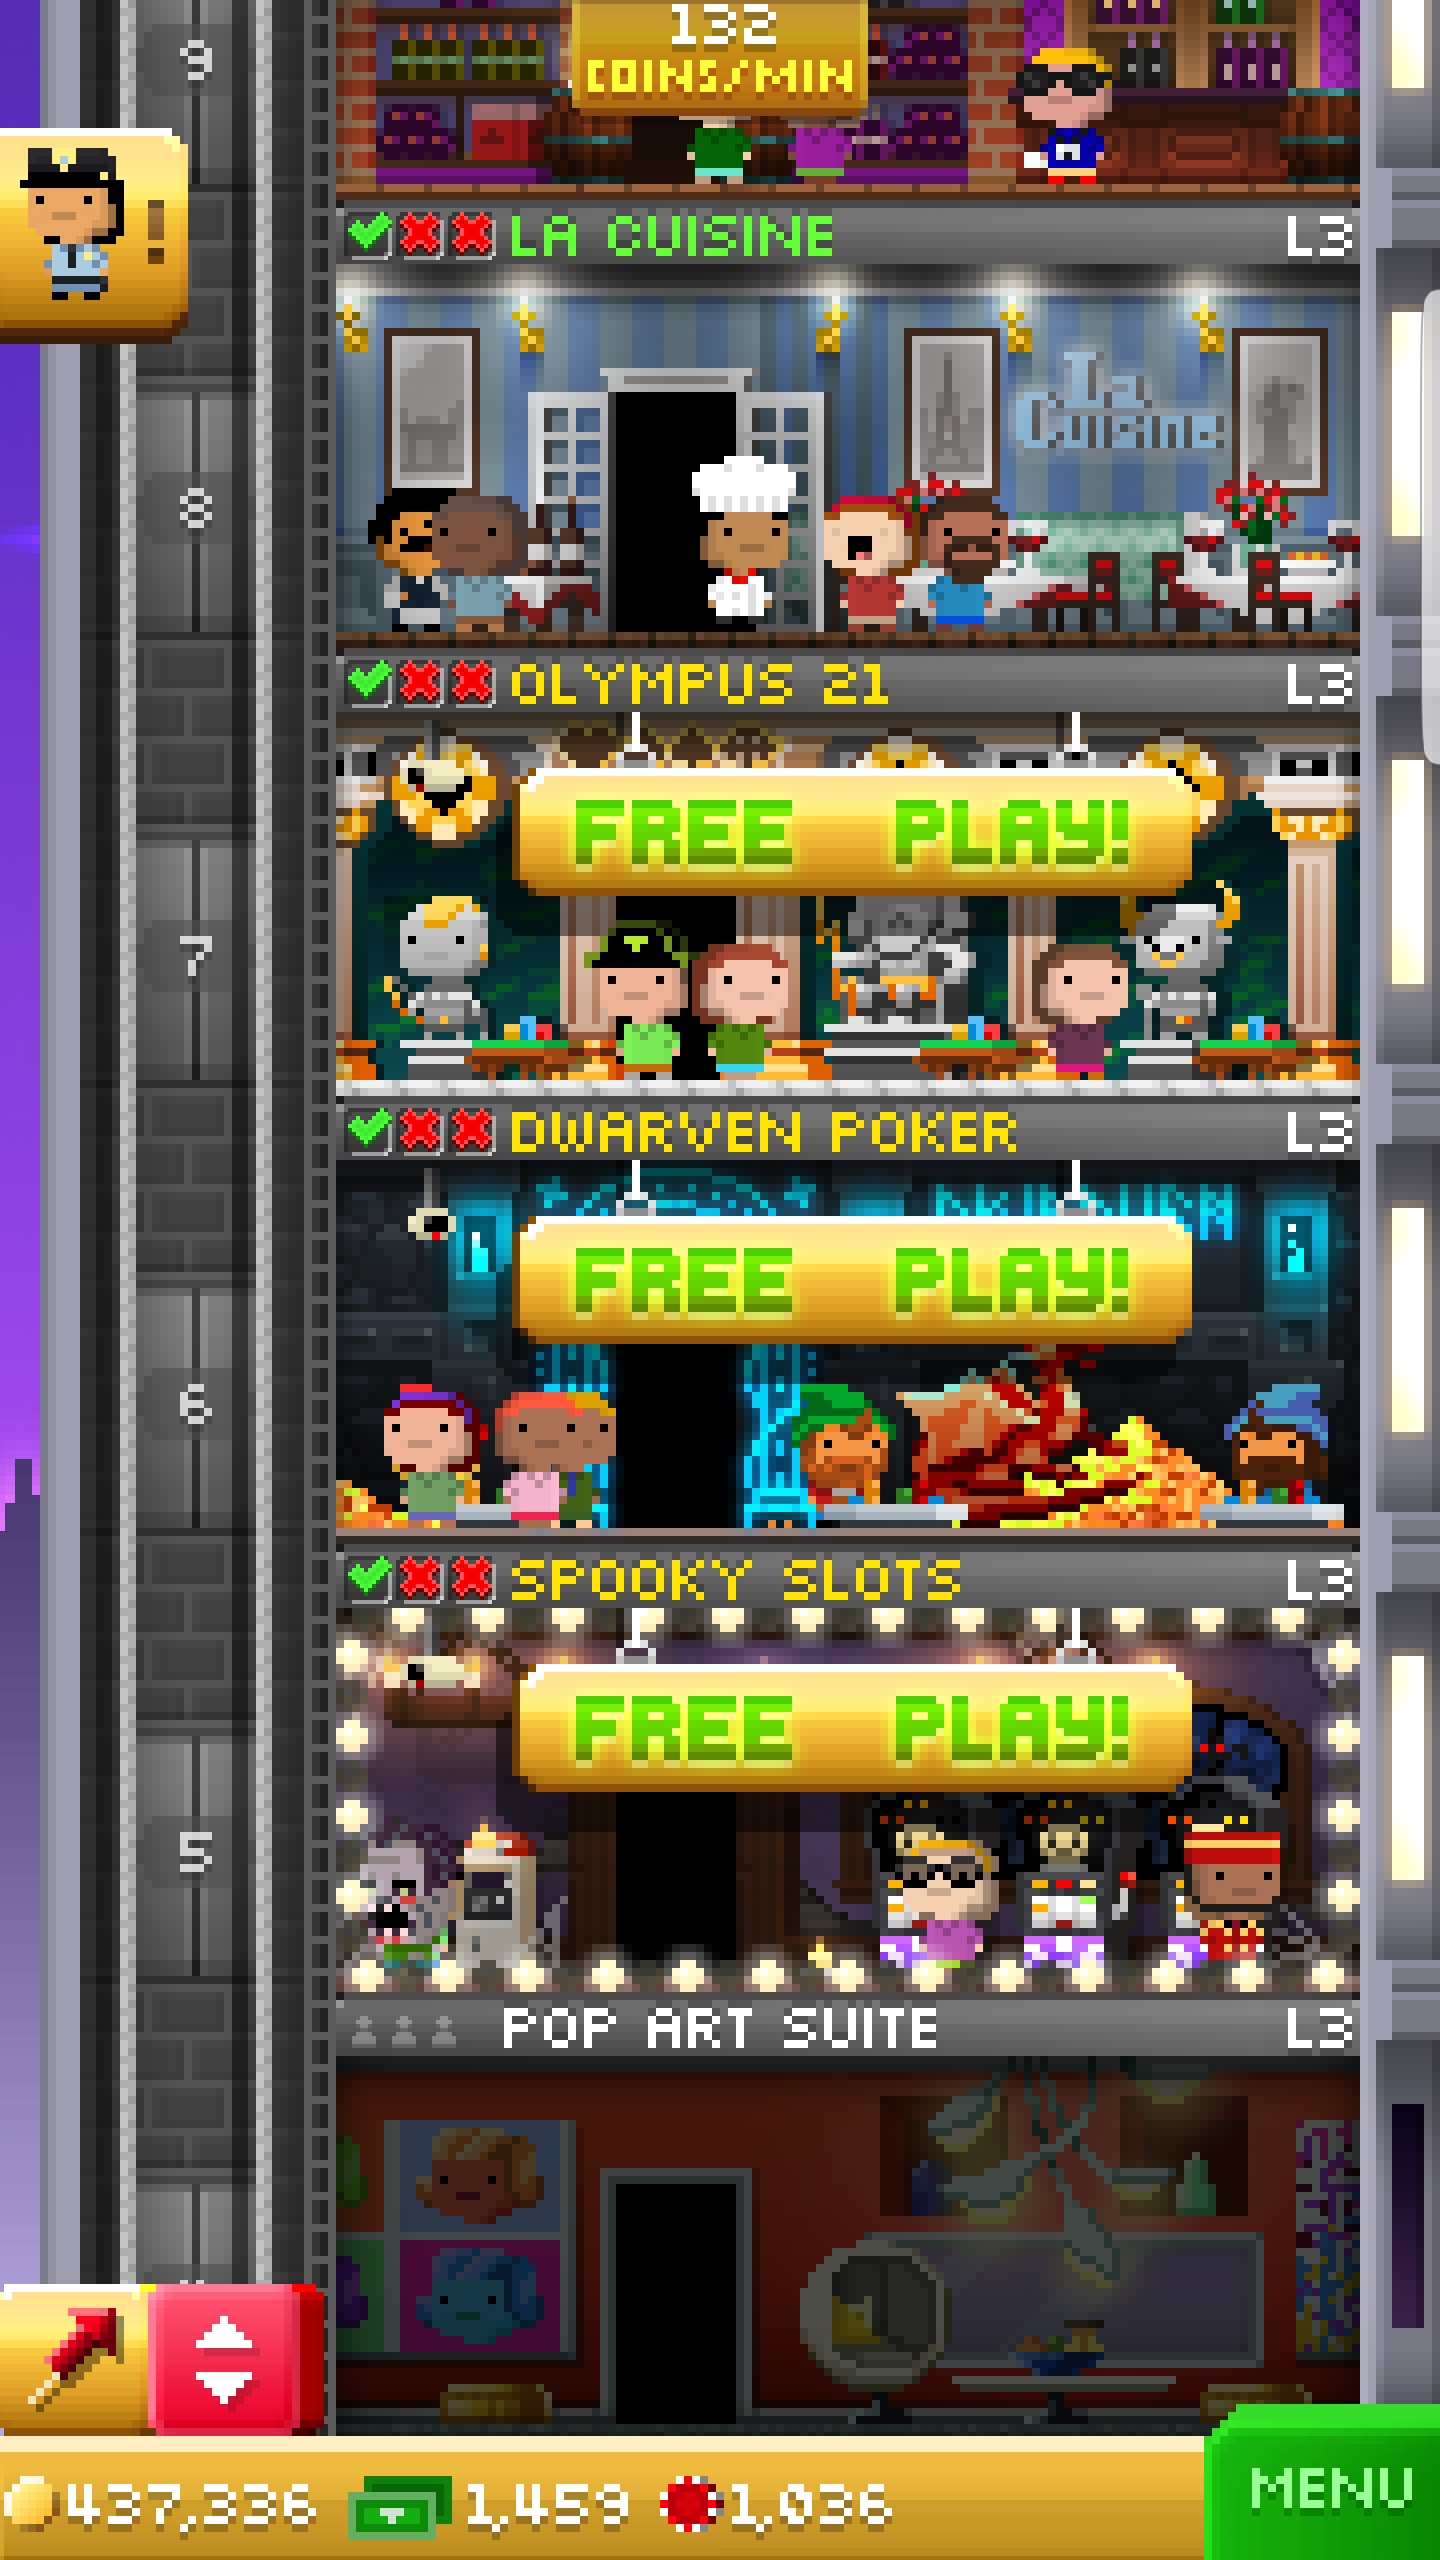 132
COINS/MIN
9
!
LA CUISINE L3
La
Cuisine
8
OLYMPUS 21 L3
FREE PLAY!
7
DWARVEN POKER L3
FREE PLAY!
6
SPOOKY SLOTS L3
FREE PLAY!
5
POP ART SUITE L3
437,336 1,459 1,036
MENU